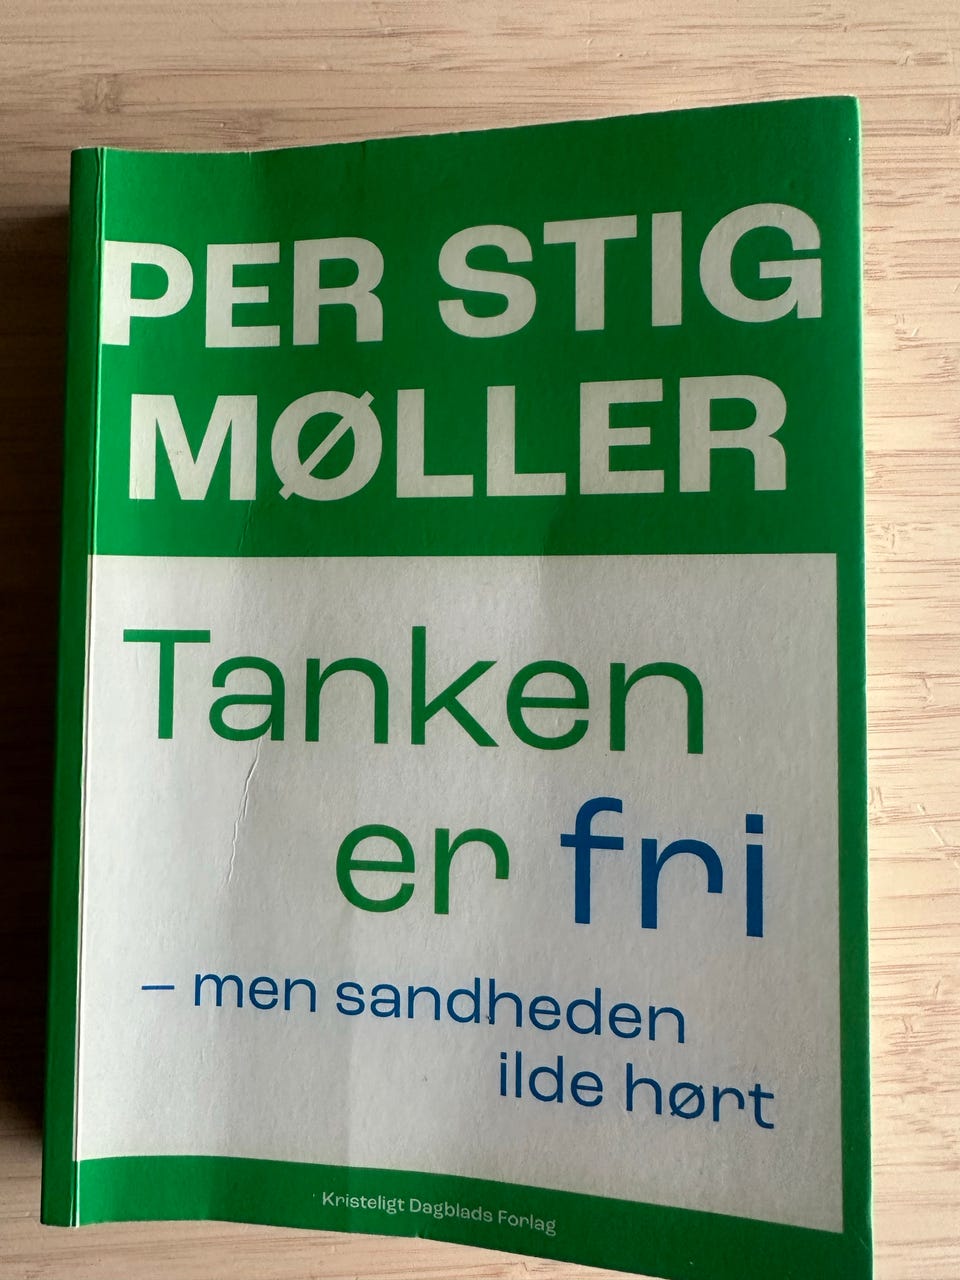 PER STIG
MØLLER
Tanken
er fri
– men sandheden
ilde hørt
Kristeligt Dagblads Forlag